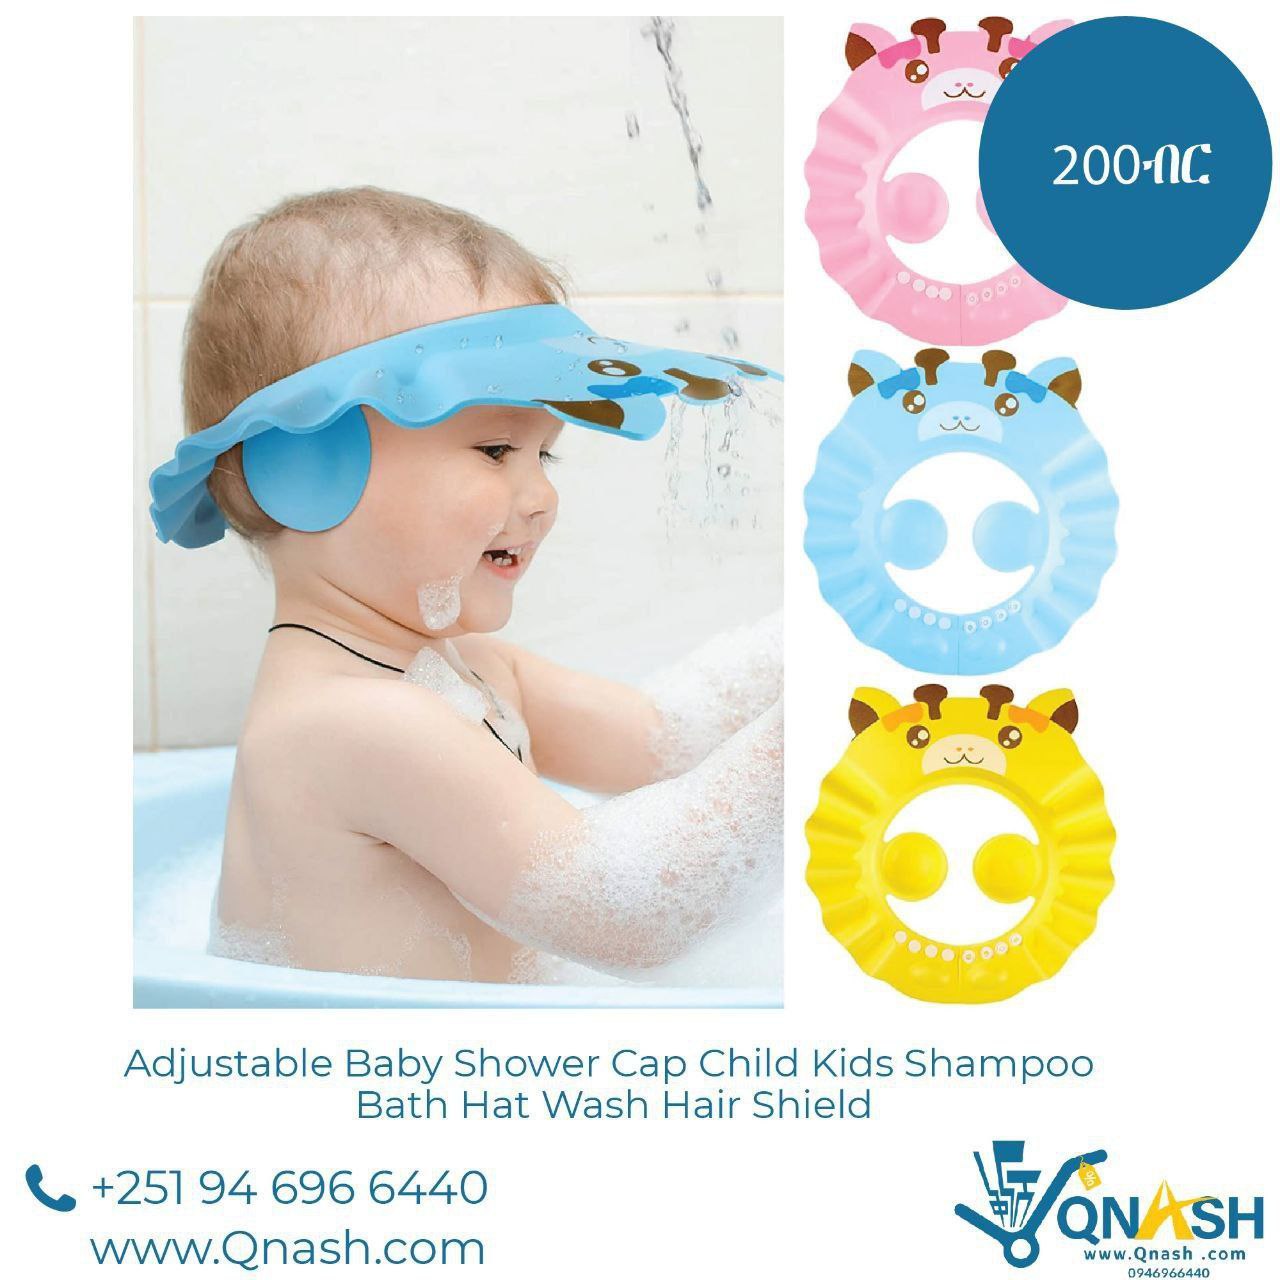 200ብር
Adjustable Baby Shower Cap Child Kids Shampoo
Bath Hat Wash Hair Shield
+251 94 696 6440
www.Qnash.com
QNASH
www.Qnash .com
0946966440